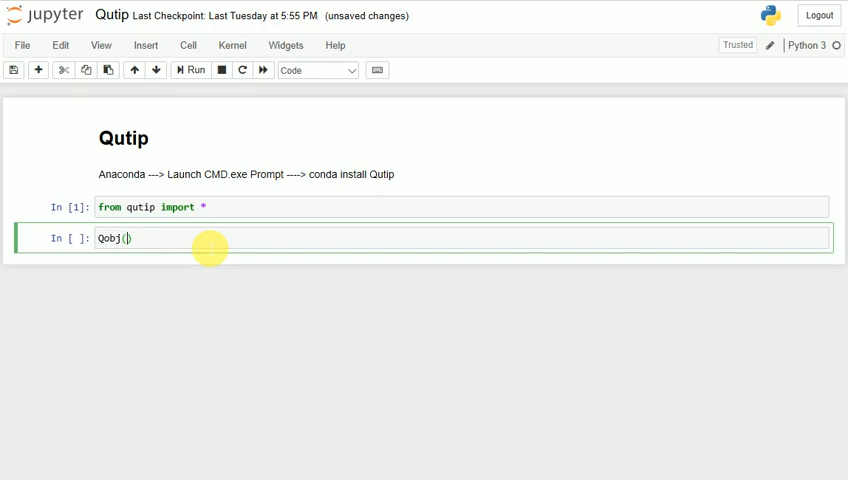 jupyter Qutip Last Checkpoint: Last Tuesday at 5:55 PM (unsaved changes) Logout
File Edit View Insert Cell Kernel Widgets Help Trusted Python 3
Run Code
Qutip
Anaconda ---> Launch CMD.exe Prompt ----> conda install Qutip
In [1]: from qutip import *
In [ ]: Qobj()